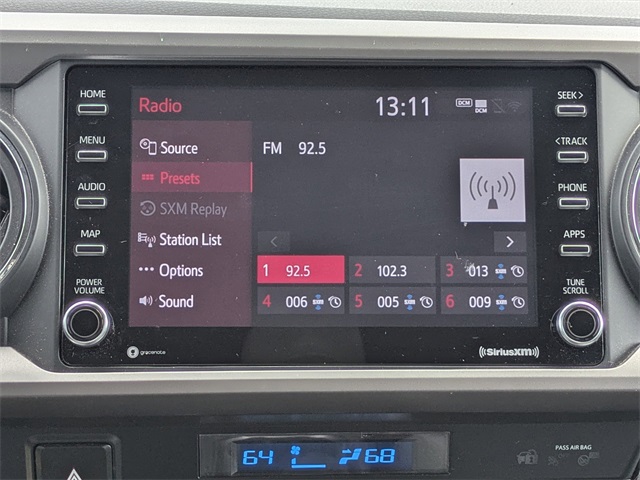 HOME
MENU
AUDIO
MAP
POWER
VOLUME
Radio
13:11
DCM
DCM
Source
Presets
SXM Replay
Station List
Options
Sound
FM 92.5
1 92.5
2 102.3
3 013
4 006
5 005
6 009
SEEK >
< TRACK
PHONE
APPS
TUNE
SCROLL
gracenote
((SiriusXM))
64
68
PASS AIR BAG